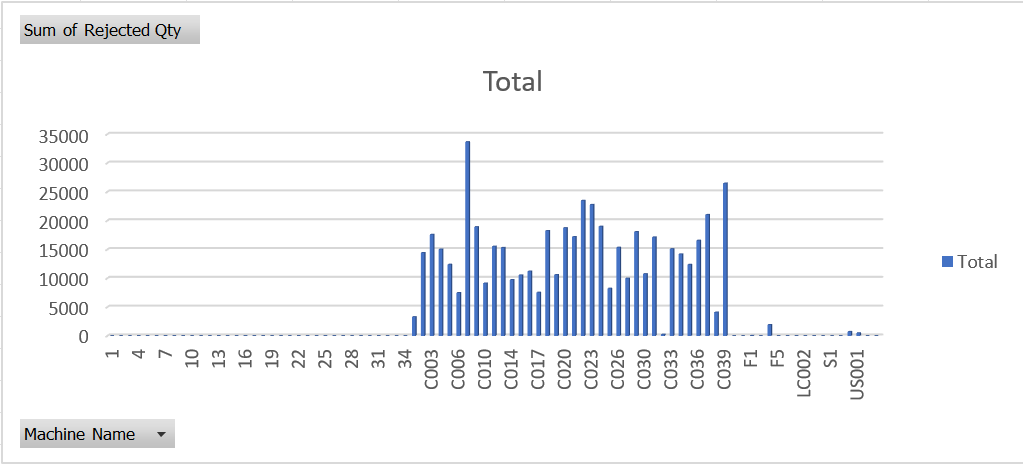 Sum of Rejected Qty
Total
35000
30000
25000
20000
15000
10000
5000
0
1 4 7 10 13 16 19 22 25 28 31 34 C003 C006 C010 C014 C017 C020 C023 C026 C030 C033 C036 C039 F1 F5 LC002 S1 US001
Total
Machine Name